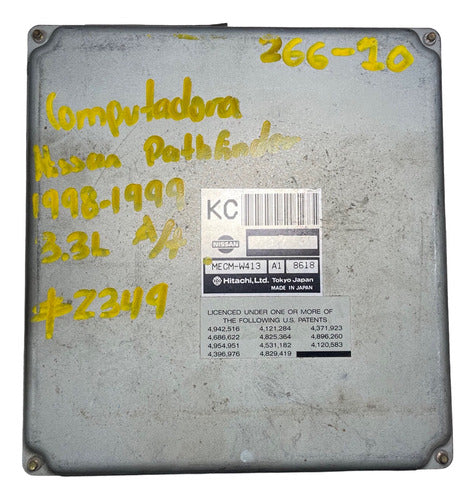 266-10
Computadora
Nissan Pathfinder
1998-1999
3.3L A/A
#2349
KC
NISSAN
MECM-W413 A1 8618
Hitachi, Ltd. Tokyo Japan
MADE IN JAPAN
LICENCED UNDER ONE OR MORE OF
THE FOLLOWING U.S. PATENTS
4,942,516 4,121,284 4,371,923
4,686,622 4,825,364 4,896,260
4,954,951 4,531,182 4,120,583
4,396,976 4,829,419